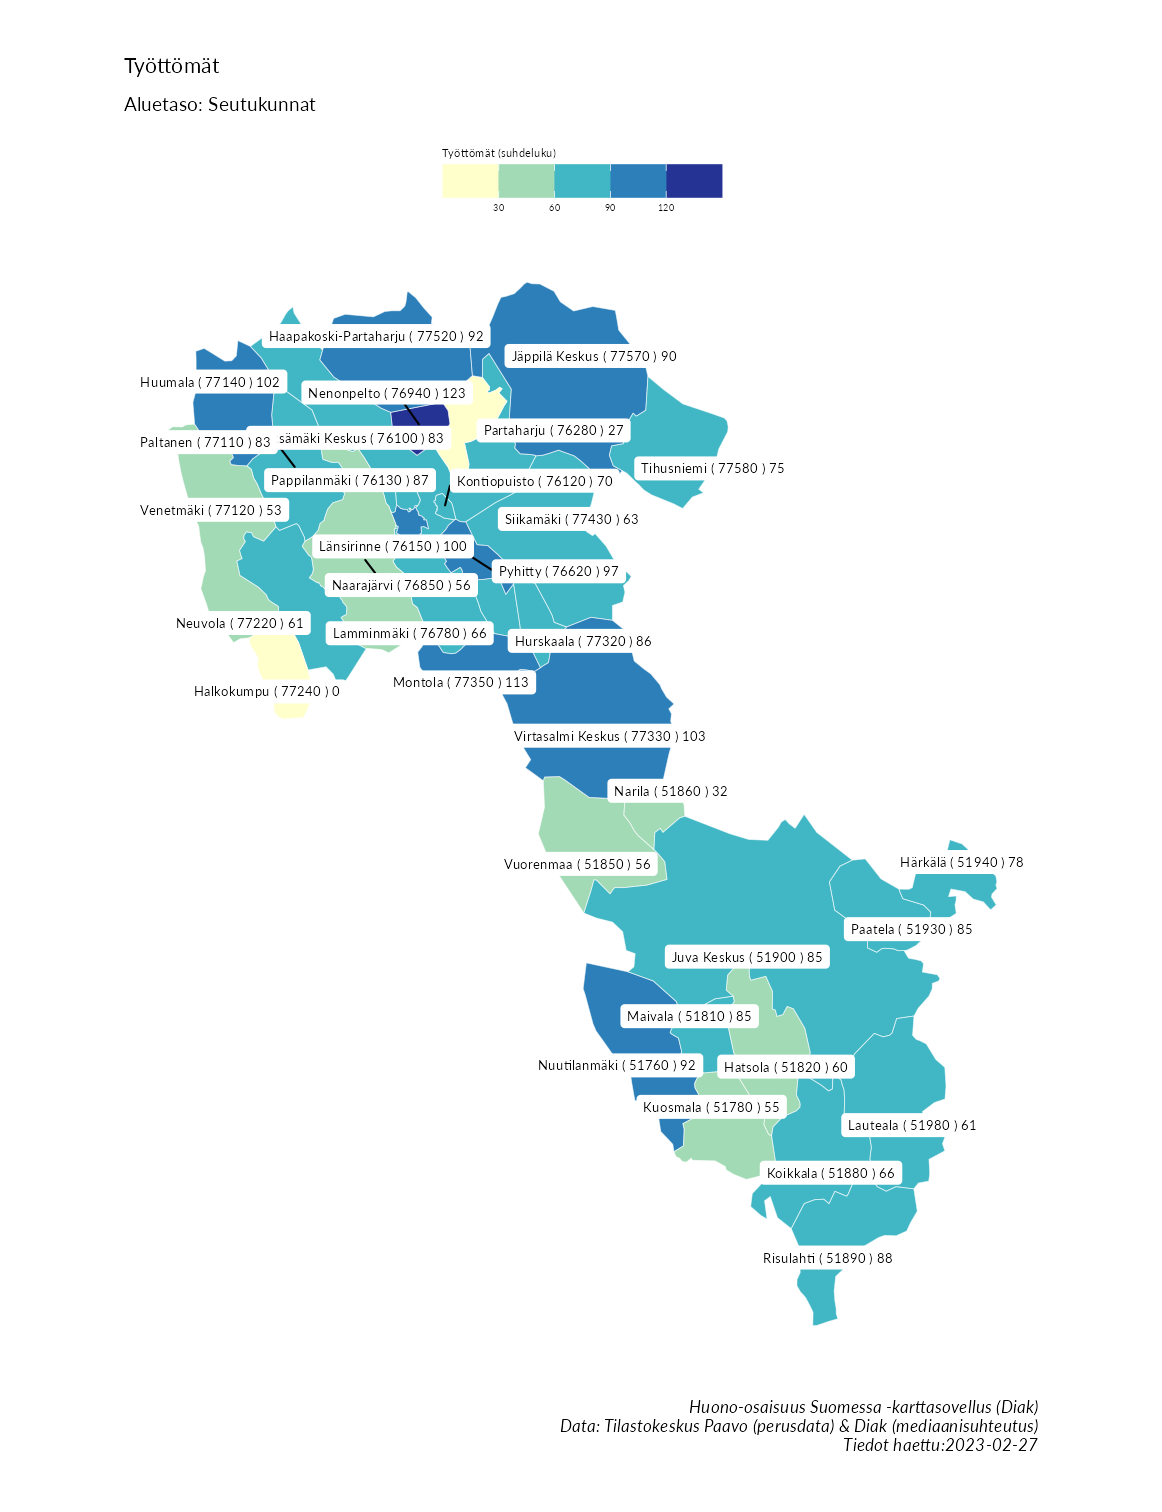 Työttömät
Aluetaso: Seutukunnat
Työttömät (suhdeluku)
30 60 90 120
Haapakoski-Partaharju ( 77520 ) 92
Jäppilä Keskus ( 77570 ) 90
Huumala ( 77140 ) 102
Nenonpelto ( 76940 ) 123
Partaharju ( 76280 ) 27
Paltanen ( 77110 ) 83
sämäki Keskus ( 76100 ) 83
Tihusniemi ( 77580 ) 75
Pappilanmäki ( 76130 ) 87
Kontiopuisto ( 76120 ) 70
Venetmäki ( 77120 ) 53
Siikamäki ( 77430 ) 63
Länsirinne ( 76150 ) 100
Pyhitty ( 76620 ) 97
Naarajärvi ( 76850 ) 56
Neuvola ( 77220 ) 61
Lamminmäki ( 76780 ) 66
Hurskaala ( 77320 ) 86
Montola ( 77350 ) 113
Halkokumpu ( 77240 ) 0
Virtasalmi Keskus ( 77330 ) 103
Narila ( 51860 ) 32
Vuorenmaa ( 51850 ) 56
Härkälä ( 51940 ) 78
Paatela ( 51930 ) 85
Juva Keskus ( 51900 ) 85
Maivala ( 51810 ) 85
Nuutilanmäki ( 51760 ) 92
Hatsola ( 51820 ) 60
Kuosmala ( 51780 ) 55
Lauteala ( 51980 ) 61
Koikkala ( 51880 ) 66
Risulahti ( 51890 ) 88
Huono-osaisuus Suomessa -karttasovellus (Diak)
Data: Tilastokeskus Paavo (perusdata) & Diak (mediaanisuhteutus)
Tiedot haettu:2023-02-27